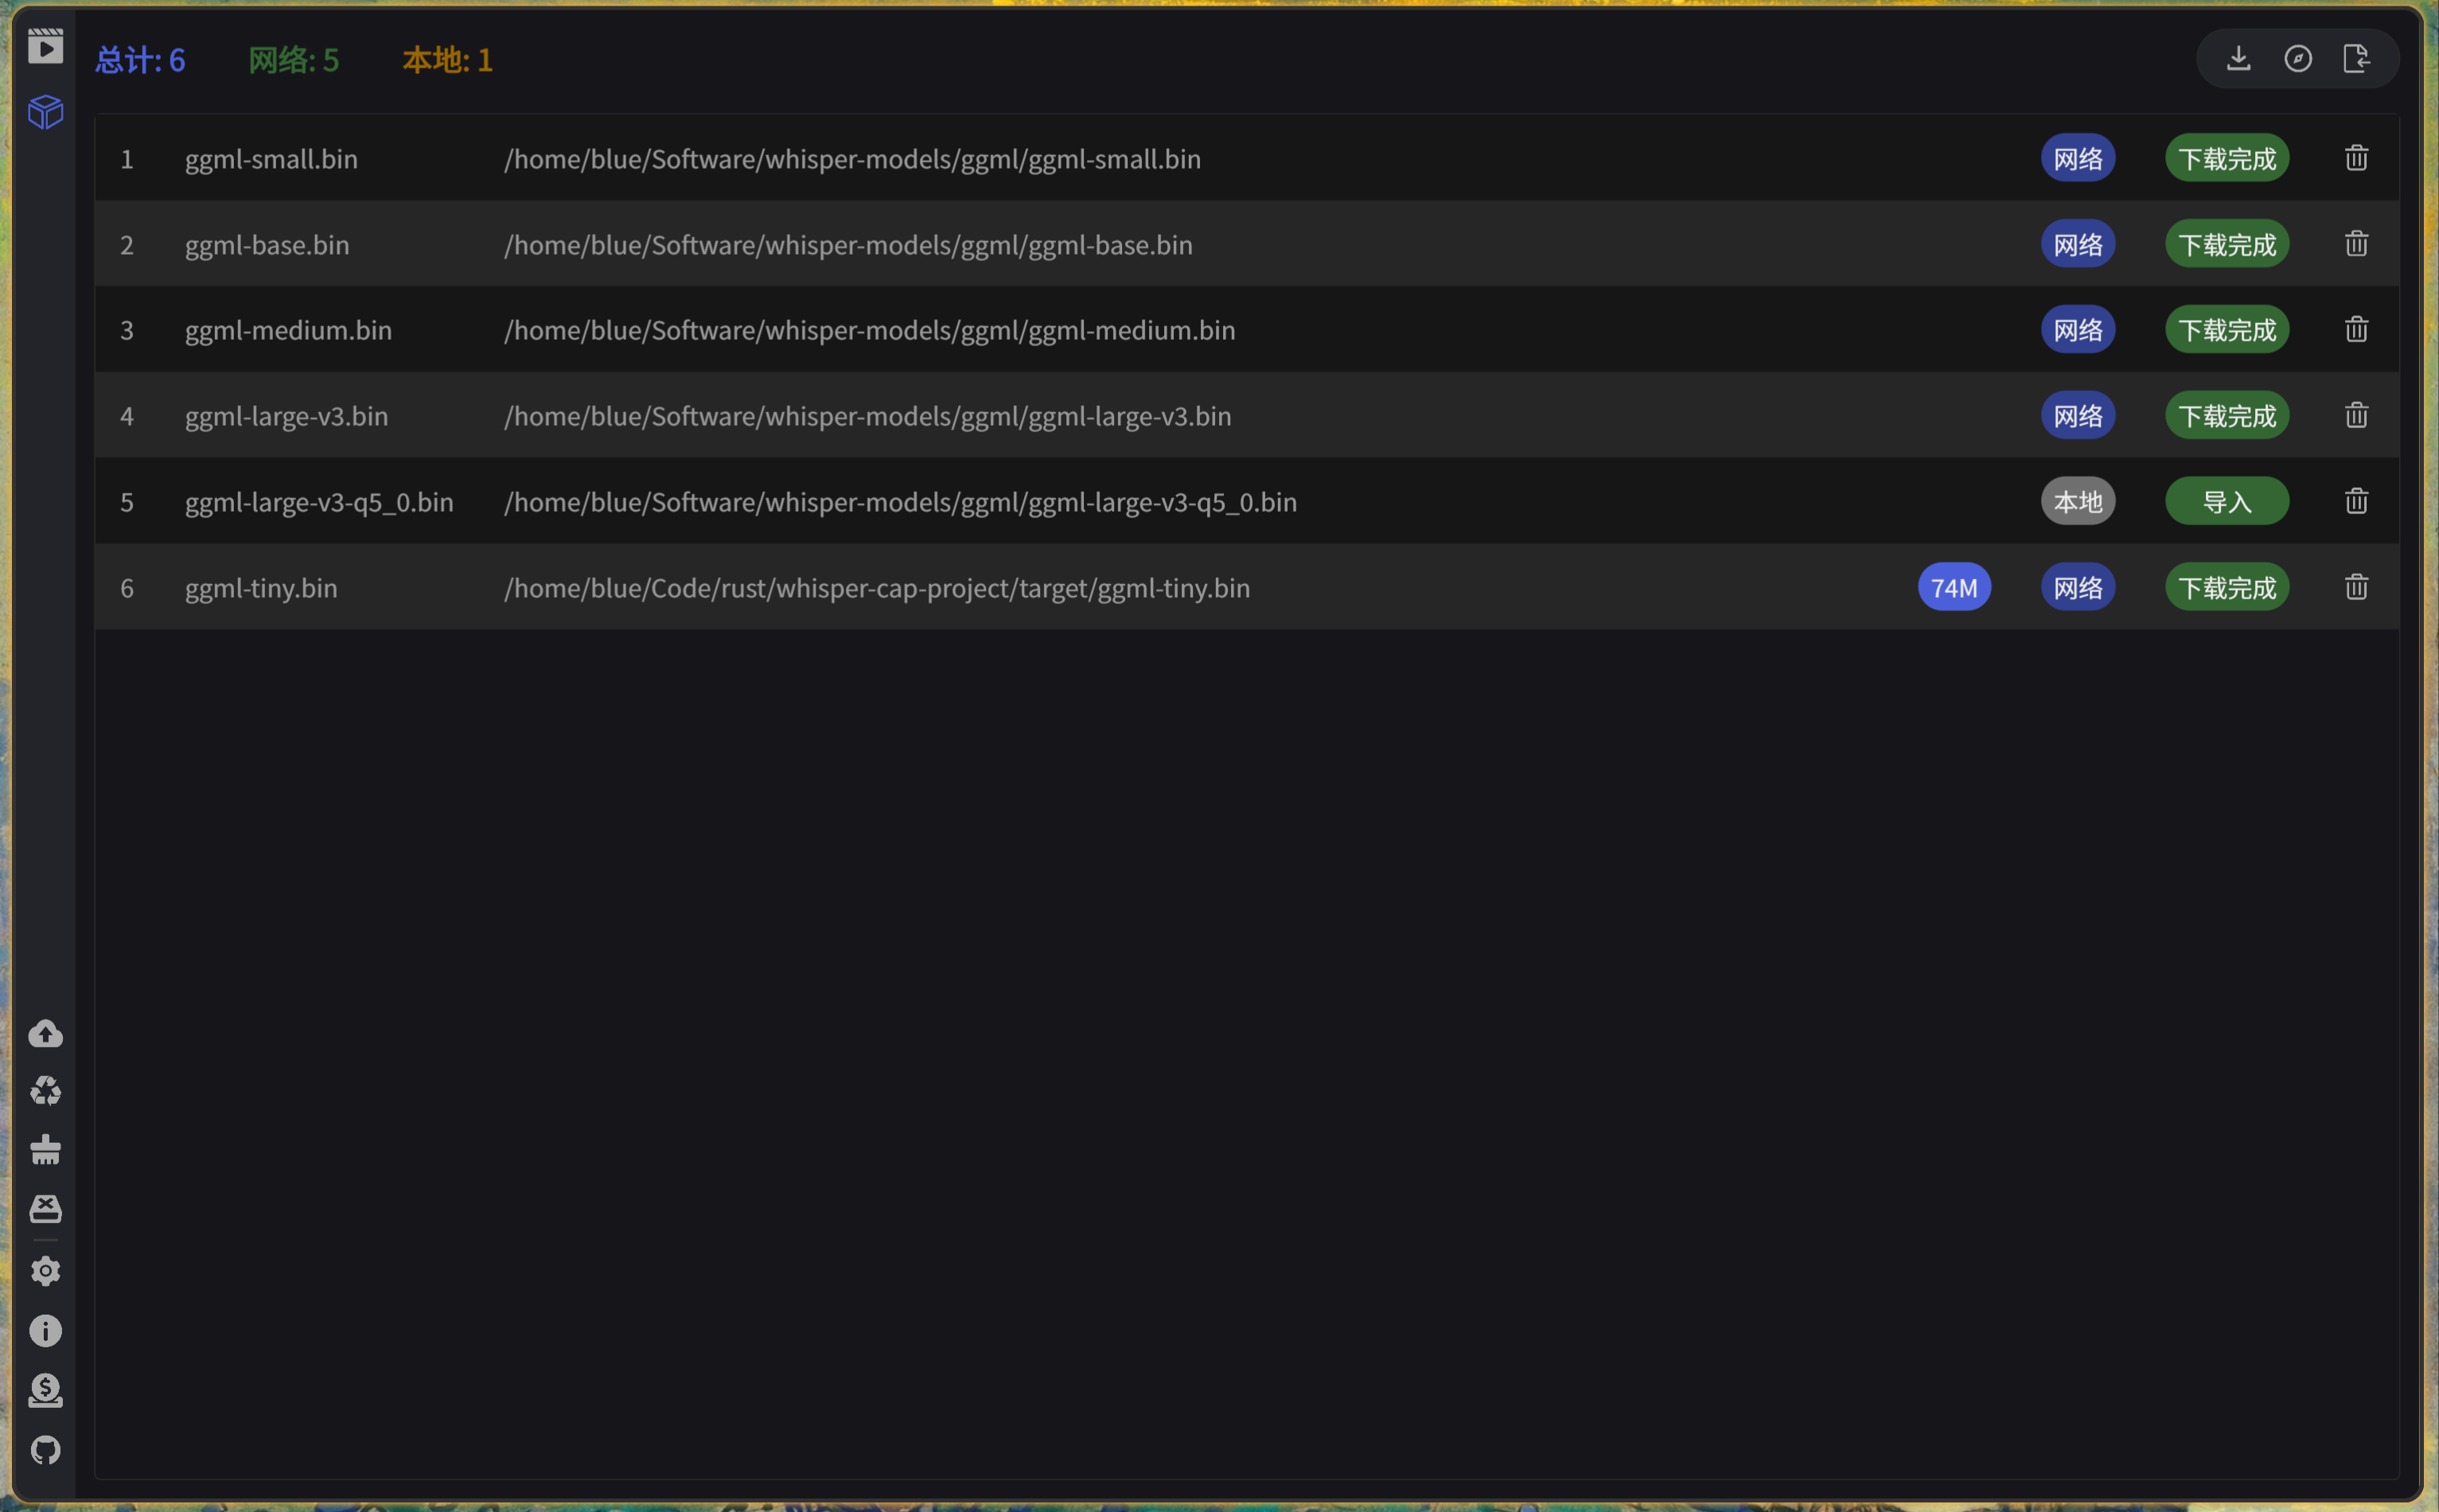 总计: 6 网络: 5 本地: 1
1 ggml-small.bin /home/blue/Software/whisper-models/ggml/ggml-small.bin 网络 下载完成
2 ggml-base.bin /home/blue/Software/whisper-models/ggml/ggml-base.bin 网络 下载完成
3 ggml-medium.bin /home/blue/Software/whisper-models/ggml/ggml-medium.bin 网络 下载完成
4 ggml-large-v3.bin /home/blue/Software/whisper-models/ggml/ggml-large-v3.bin 网络 下载完成
5 ggml-large-v3-q5_0.bin /home/blue/Software/whisper-models/ggml/ggml-large-v3-q5_0.bin 本地 导入
6 ggml-tiny.bin /home/blue/Code/rust/whisper-cap-project/target/ggml-tiny.bin 74M 网络 下载完成